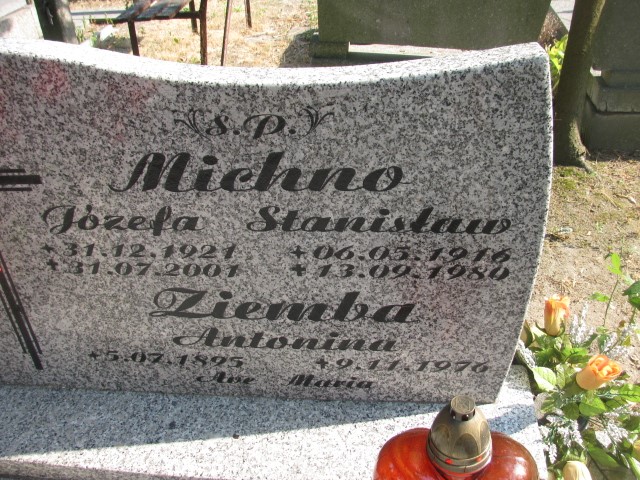 Ś.P.
Michno
Józefa Stanisław
*31.12.1921 *06.05.1916
+31.07.2001 +13.09.1980
Ziemba
Antonina
*5.07.1895 +9.11.1976
Ave Maria